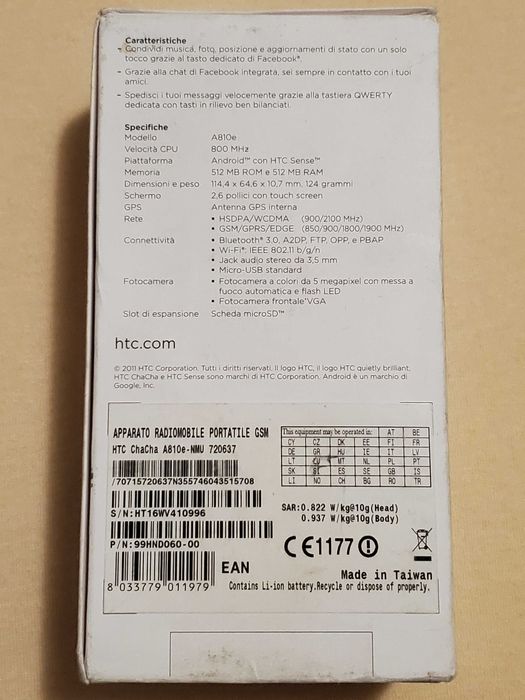 Caratteristiche
– Condividi musica, foto, posizione e aggiornamenti di stato con un solo
tocco grazie al tasto dedicato di Facebook®.
– Grazie alla chat di Facebook integrata, sei sempre in contatto con i tuoi
amici.
– Spedisci i tuoi messaggi velocemente grazie alla tastiera QWERTY
dedicata con tasti in rilievo ben bilanciati.
Specifiche
Modello A810e
Velocità CPU 800 MHz
Piattaforma Android™ con HTC Sense™
Memoria 512 MB ROM e 512 MB RAM
Dimensioni e peso 114,4 x 64,6 x 10,7 mm, 124 grammi
Schermo 2,6 pollici con touch screen
GPS Antenna GPS interna
Rete • HSDPA/WCDMA (900/2100 MHz)
• GSM/GPRS/EDGE (850/900/1800/1900 MHz)
Connettività • Bluetooth® 3.0, A2DP, FTP, OPP, e PBAP
• Wi-Fi®: IEEE 802.11 b/g/n
• Jack audio stereo da 3,5 mm
• Micro-USB standard
Fotocamera • Fotocamera a colori da 5 megapixel con messa a
fuoco automatica e flash LED
• Fotocamera frontale VGA
Slot di espansione Scheda microSD™
htc.com
© 2011 HTC Corporation. Tutti i diritti riservati. Il logo HTC, il logo HTC quietly brilliant,
HTC ChaCha e HTC Sense sono marchi di HTC Corporation. Android è un marchio di
Google, Inc.
APPARATO RADIOMOBILE PORTATILE GSM
HTC ChaCha A810e-NMU 720637
/70715720637N355746043515708
S/N:HT16WV410996
P/N:99HND060-00
EAN
8 033779 011979
This equipment may be operated in: AT BE
CY CZ DK EE FI FR
DE GR HU IE IT LV
LT LU MT NL PL PT
SK SI ES SE GB IS
LI NO CH BG RO TR
SAR:0.822 W/kg@10g(Head)
0.937 W/kg@10g(Body)
CE1177
Made in Taiwan
Contains Li-ion battery.Recycle or dispose of properly.